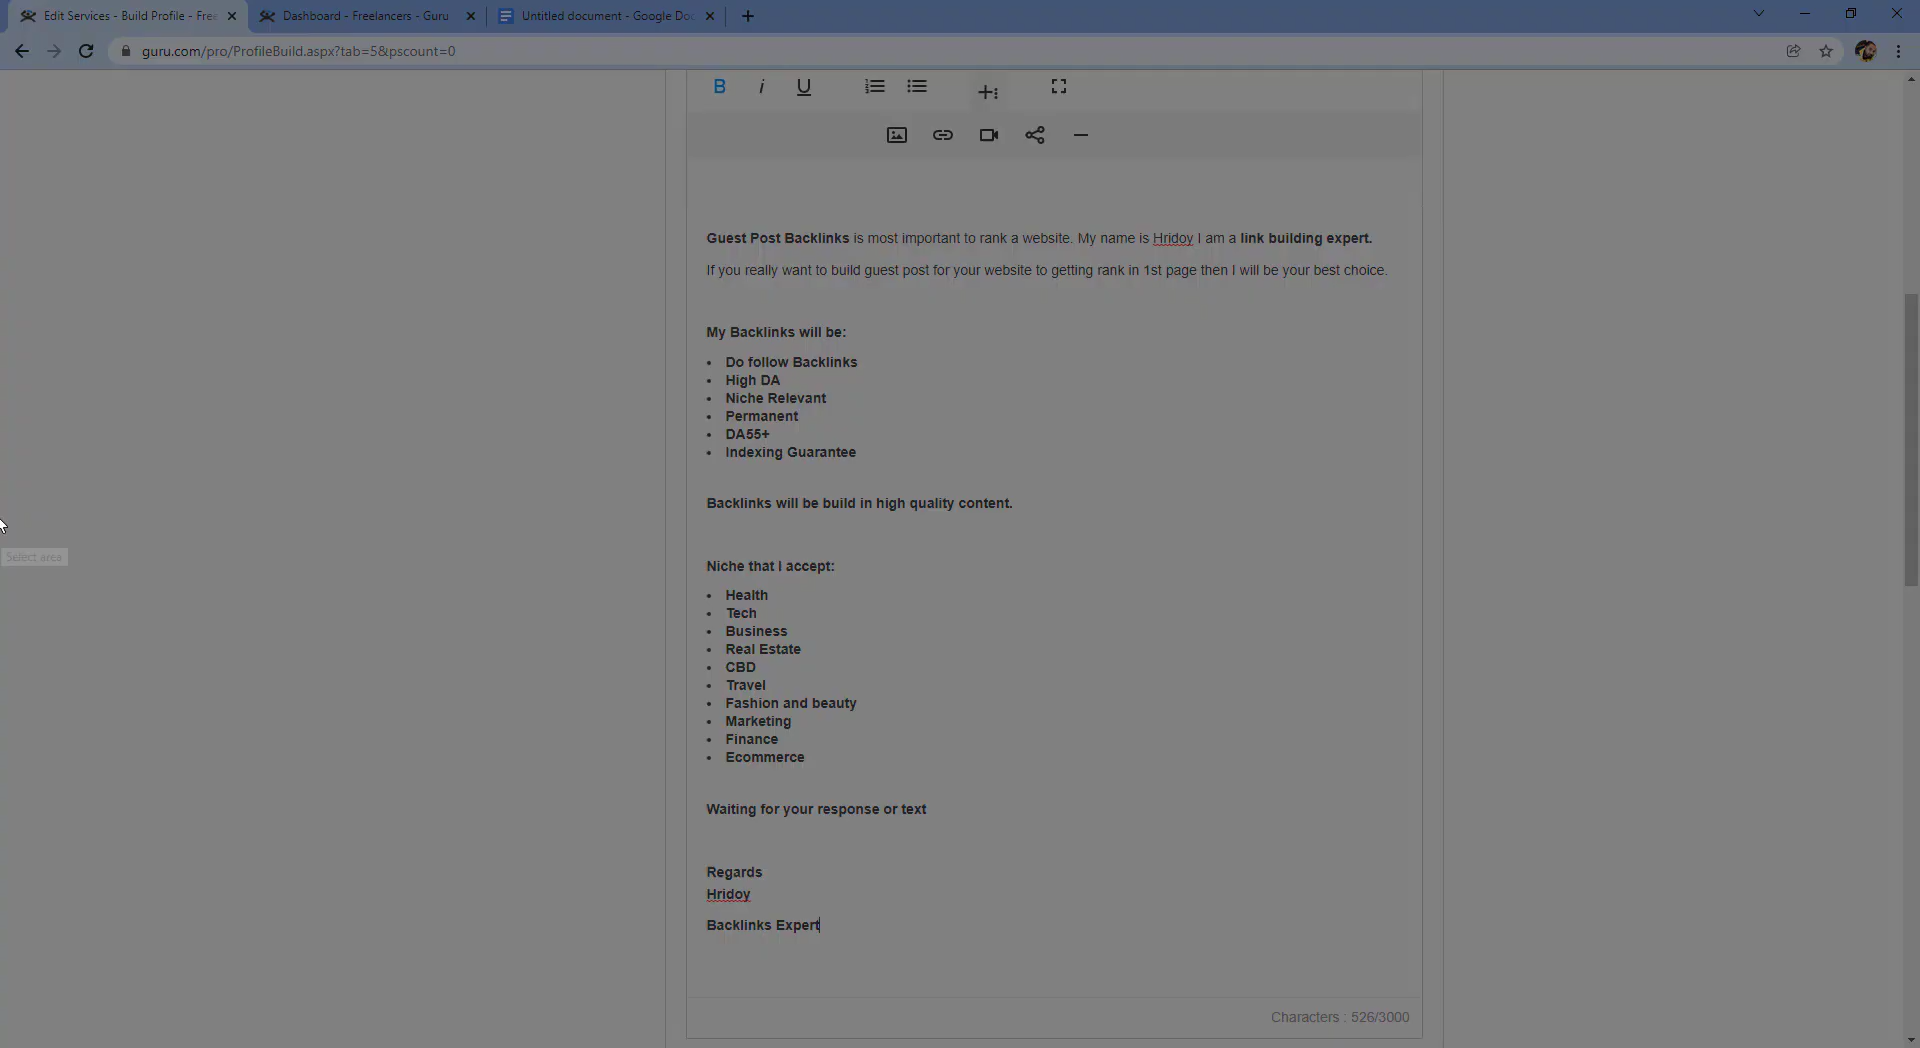 Edit Services - Build Profile - Free
Dashboard - Freelancers - Guru
Untitled document - Google Doc
guru.com/pro/ProfileBuild.aspx?tab=5&pscount=0
B i U
Guest Post Backlinks is most important to rank a website. My name is Hridoy I am a link building expert.
If you really want to build guest post for your website to getting rank in 1st page then I will be your best choice.
My Backlinks will be:
• Do follow Backlinks
• High DA
• Niche Relevant
• Permanent
• DA55+
• Indexing Guarantee
Backlinks will be build in high quality content.
Select area
Niche that I accept:
• Health
• Tech
• Business
• Real Estate
• CBD
• Travel
• Fashion and beauty
• Marketing
• Finance
• Ecommerce
Waiting for your response or text
Regards
Hridoy
Backlinks Expert
Characters : 526/3000